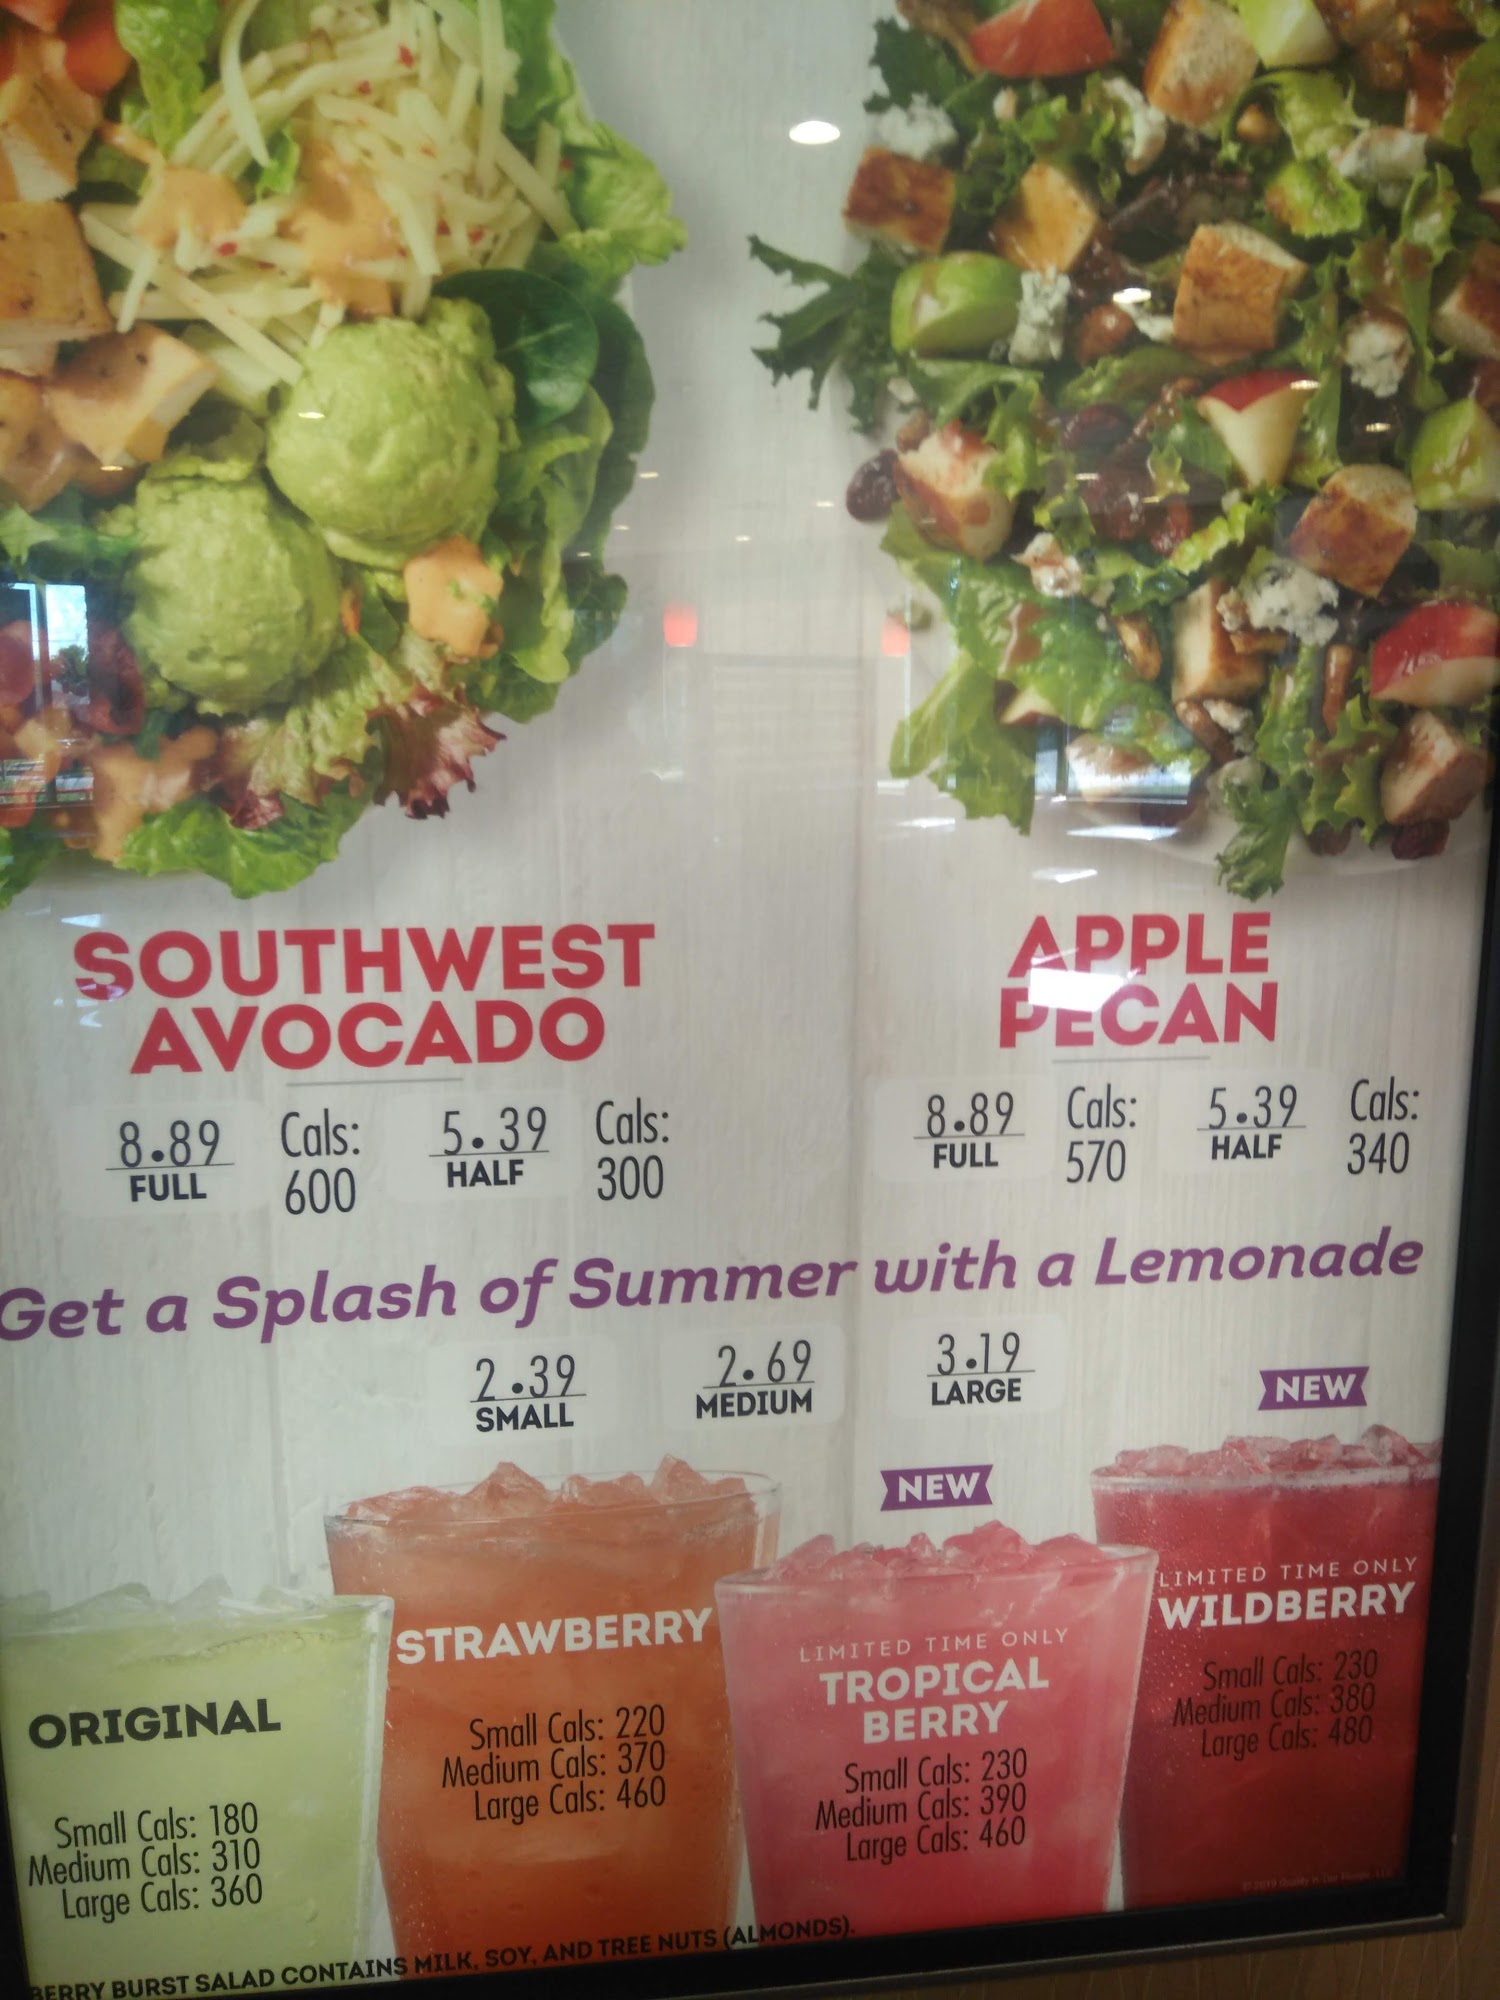 SOUTHWEST
AVOCADO
8.89
FULL
Cals:
600
5.39
HALF
Cals:
300
APPLE
PECAN
8.89
FULL
Cals:
570
5.39
HALF
Cals:
340
Get a Splash of Summer with a Lemonade
2.39
SMALL
2.69
MEDIUM
3.19
LARGE
ORIGINAL
Small Cals: 180
Medium Cals: 310
Large Cals: 360
STRAWBERRY
Small Cals: 220
Medium Cals: 370
Large Cals: 460
NEW
LIMITED TIME ONLY
TROPICAL
BERRY
Small Cals: 230
Medium Cals: 390
Large Cals: 460
NEW
LIMITED TIME ONLY
WILDBERRY
Small Cals: 230
Medium Cals: 380
Large Cals: 480
© 2019 Quality Is Our
BERRY BURST SALAD CONTAINS MILK, SOY, AND TREE NUTS (ALMONDS).